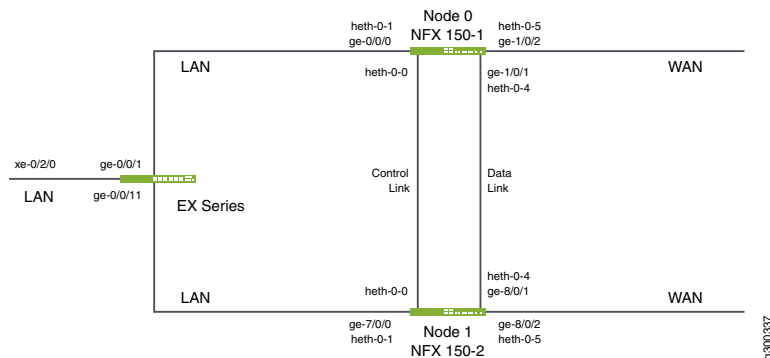 Node 0
NFX 150-1
heth-0-1
ge-0/0/0
heth-0-5
ge-1/0/2
LAN
WAN
heth-0-0
ge-1/0/1
heth-0-4
xe-0/2/0
ge-0/0/1
LAN
ge-0/0/11
EX Series
Control
Link
Data
Link
heth-0-4
ge-8/0/1
heth-0-0
LAN
WAN
ge-7/0/0
heth-0-1
Node 1
NFX 150-2
ge-8/0/2
heth-0-5
g300337